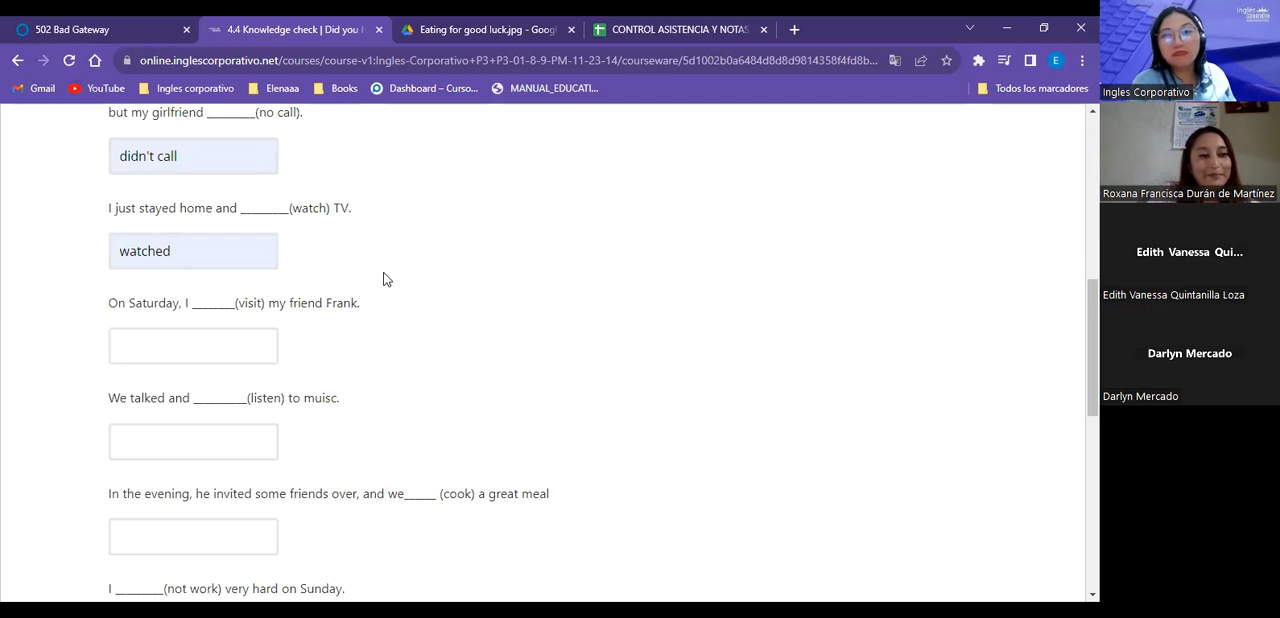 502 Bad Gateway
4.4 Knowledge check | Did you
Eating for good luck.jpg - Goog
CONTROL ASISTENCIA Y NOTAS
online.inglescorporativo.net/courses/course-v1:Ingles-Corporativo+P3+P3-01-8-9-PM-11-23-14/courseware/5d1002b0a6484d8d8d9814358f4fd8b...
E
Gmail
YouTube
Ingles corporativo
Elenaaa
Books
Dashboard – Curso...
MANUAL_EDUCATI...
Todos los marcadores
but my girlfriend ________(no call).
didn't call
I just stayed home and ________(watch) TV.
watched
On Saturday, I _______(visit) my friend Frank.
We talked and _________(listen) to muisc.
In the evening, he invited some friends over, and we_____ (cook) a great meal
I ________(not work) very hard on Sunday.
Ingles Corporativo
Roxana Francisca Durán de Martínez
Edith Vanessa Qui...
Edith Vanessa Quintanilla Loza
Darlyn Mercado
Darlyn Mercado